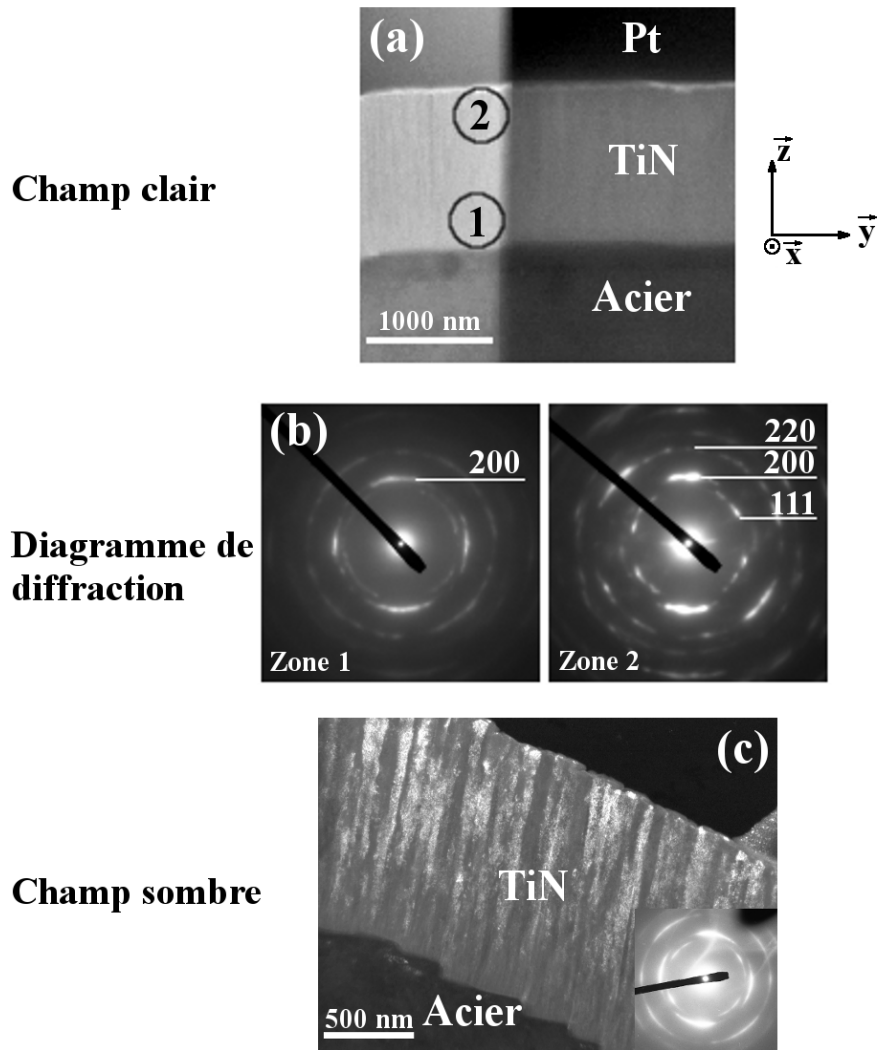 Champ clair
(a)
Pt
2
TiN
1
Acier
1000 nm
z
y
x
Diagramme de
diffraction
(b)
200
Zone 1
220
200
111
Zone 2
Champ sombre
(c)
TiN
Acier
500 nm